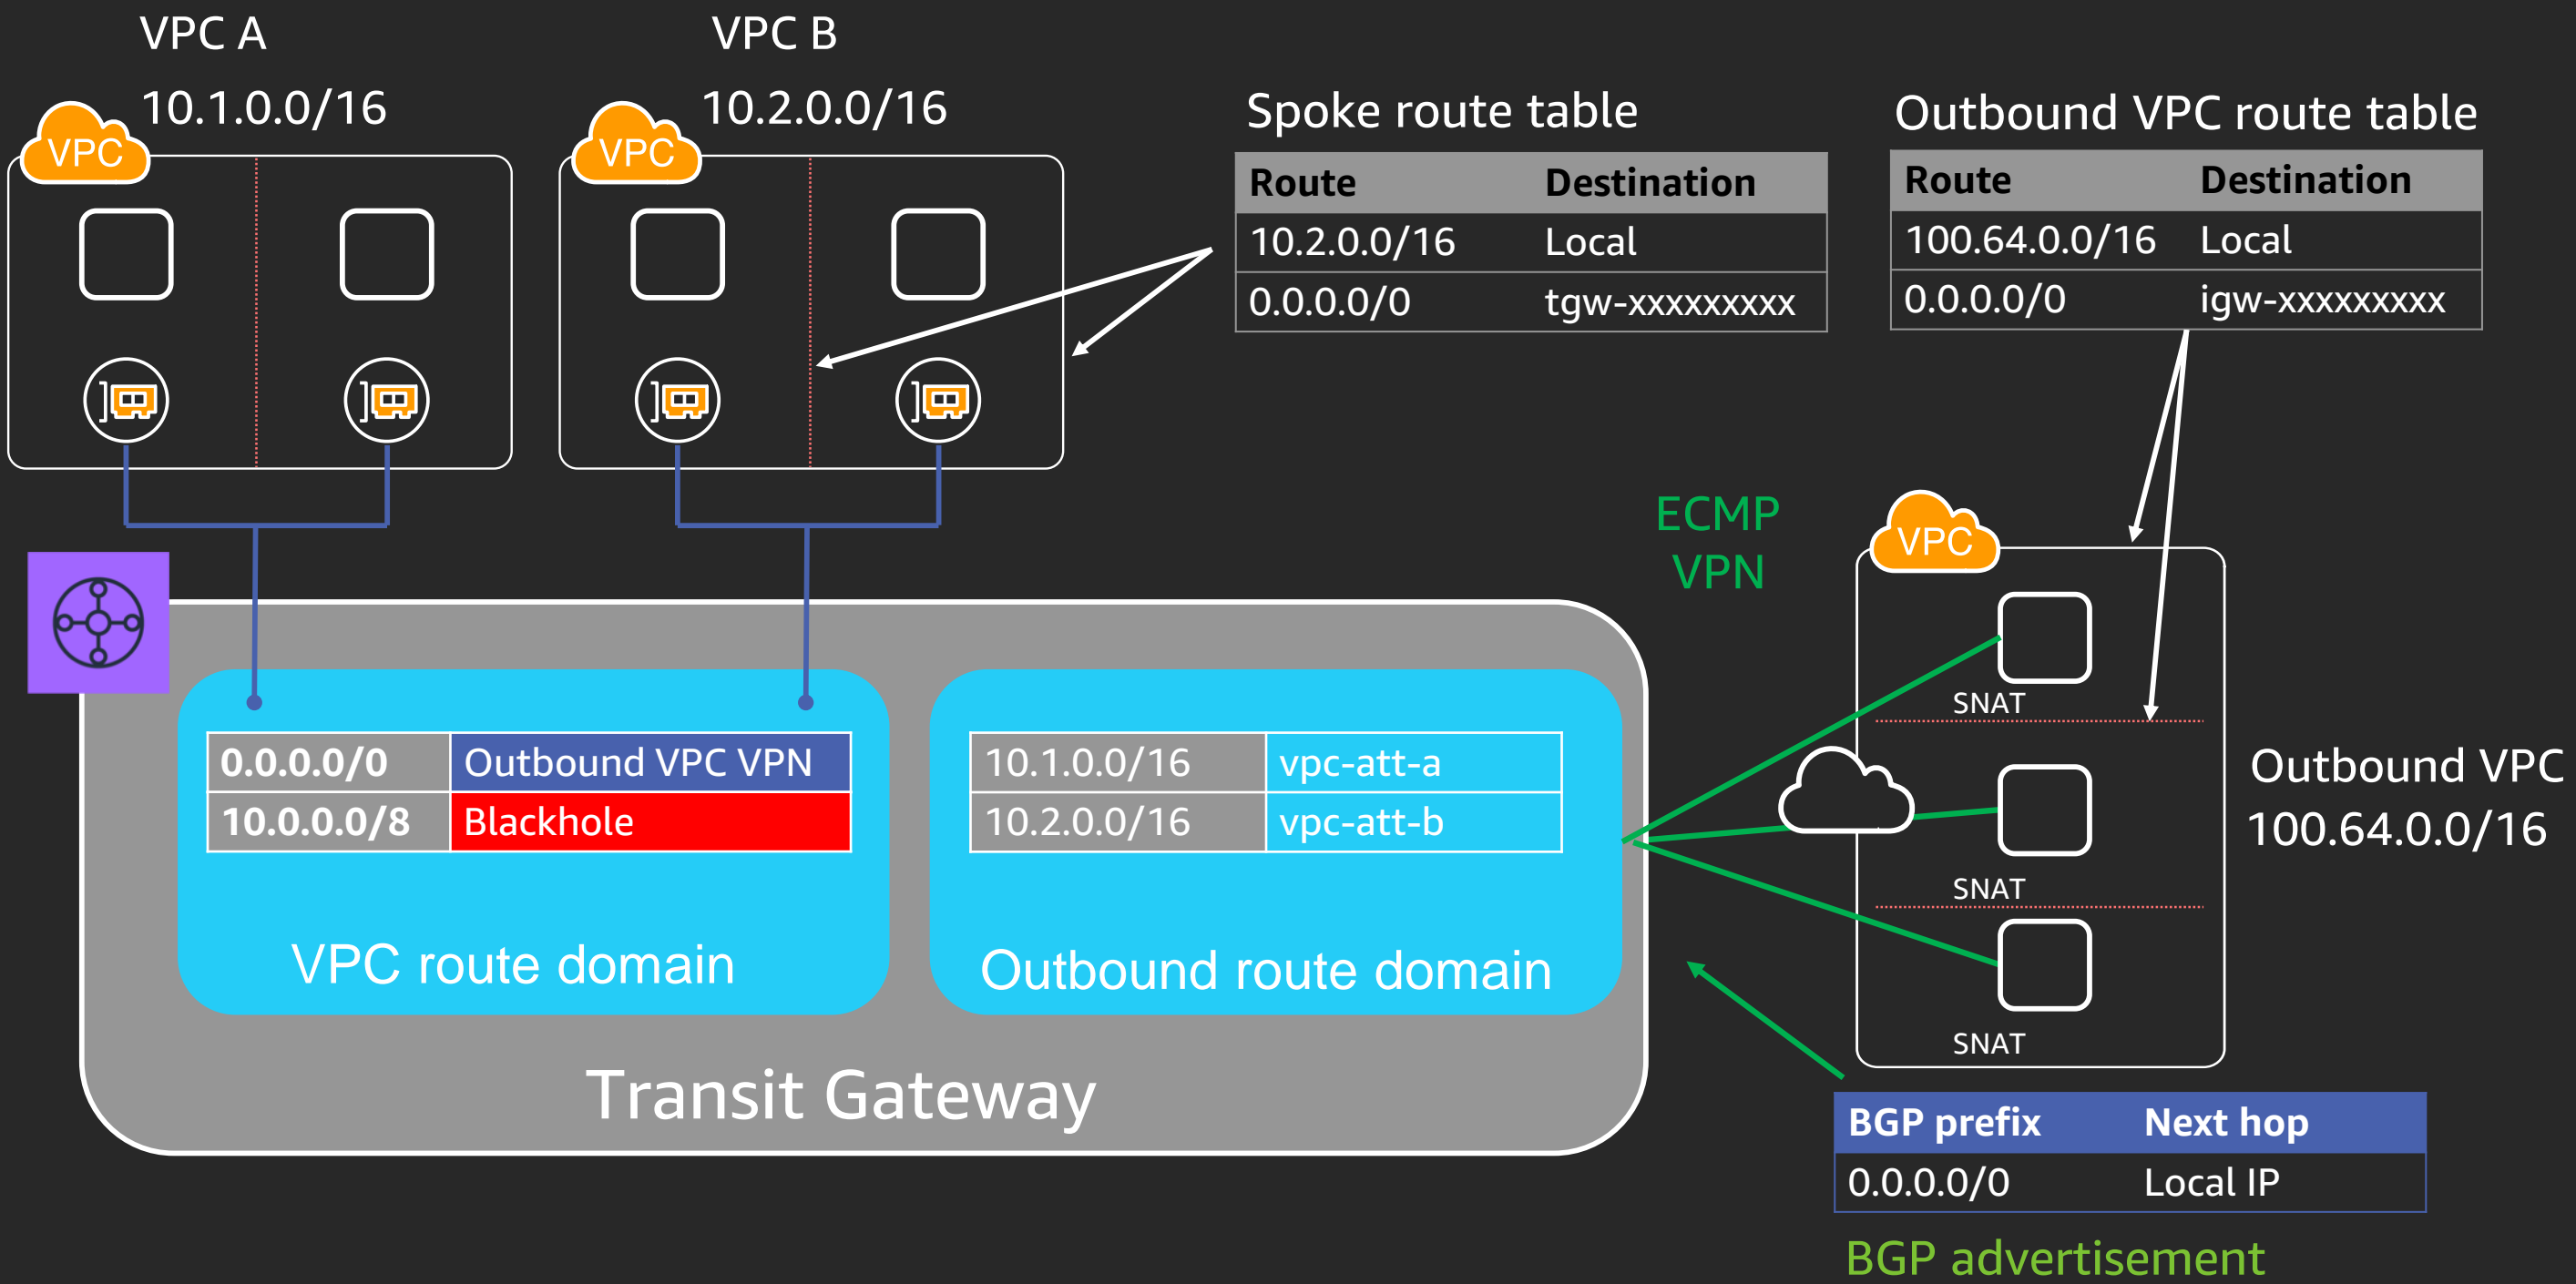 VPC A
10.1.0.0/16
VPC
VPC B
10.2.0.0/16
VPC
Spoke route table
Route Destination
10.2.0.0/16 Local
0.0.0.0/0 tgw-xxxxxxxxx
Outbound VPC route table
Route Destination
100.64.0.0/16 Local
0.0.0.0/0 igw-xxxxxxxxx
ECMP
VPN
VPC
SNAT
SNAT
SNAT
Outbound VPC
100.64.0.0/16
0.0.0.0/0 Outbound VPC VPN
10.0.0.0/8 Blackhole
VPC route domain
10.1.0.0/16 vpc-att-a
10.2.0.0/16 vpc-att-b
Outbound route domain
Transit Gateway
BGP prefix Next hop
0.0.0.0/0 Local IP
BGP advertisement